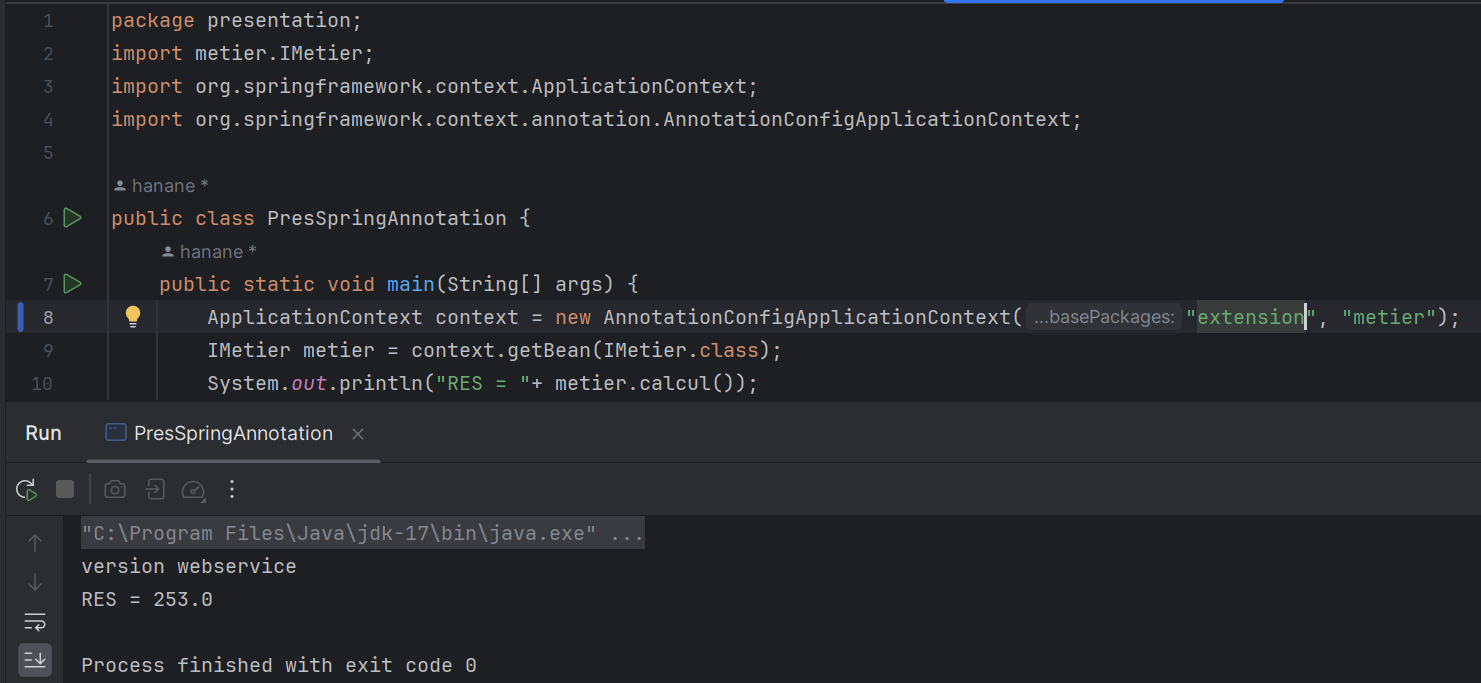 1 package presentation;
2 import metier.IMetier;
3 import org.springframework.context.ApplicationContext;
4 import org.springframework.context.annotation.AnnotationConfigApplicationContext;
5
hanane *
6 public class PresSpringAnnotation {
hanane *
7 public static void main(String[] args) {
8 ApplicationContext context = new AnnotationConfigApplicationContext( ...basePackages: "extension", "metier");
9 IMetier metier = context.getBean(IMetier.class);
10 System.out.println("RES = "+ metier.calcul());
Run PresSpringAnnotation
"C:\Program Files\Java\jdk-17\bin\java.exe" ...
version webservice
RES = 253.0
Process finished with exit code 0